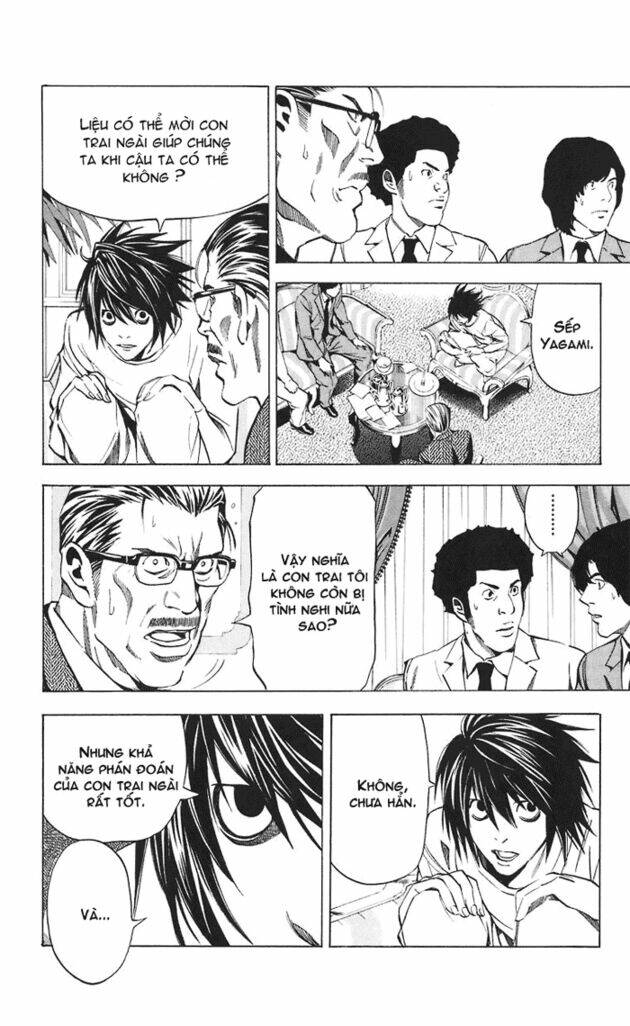 SẾP
YAGAMI.
LIỆU CÓ THỂ MỜI CON
TRAI NGÀI GIÚP CHÚNG
TA KHI CẬU TA CÓ THỂ
KHÔNG ?
.........
VẬY NGHĨA
LÀ CON TRAI TÔI
KHÔNG CÒN BỊ
TÌNH NGHI NỮA
SAO?
KHÔNG,
CHƯA HẲN.
NHƯNG KHẢ
NĂNG PHÁN ĐOÁN
CỦA CON TRAI NGÀI
RẤT TỐT.
VÀ...